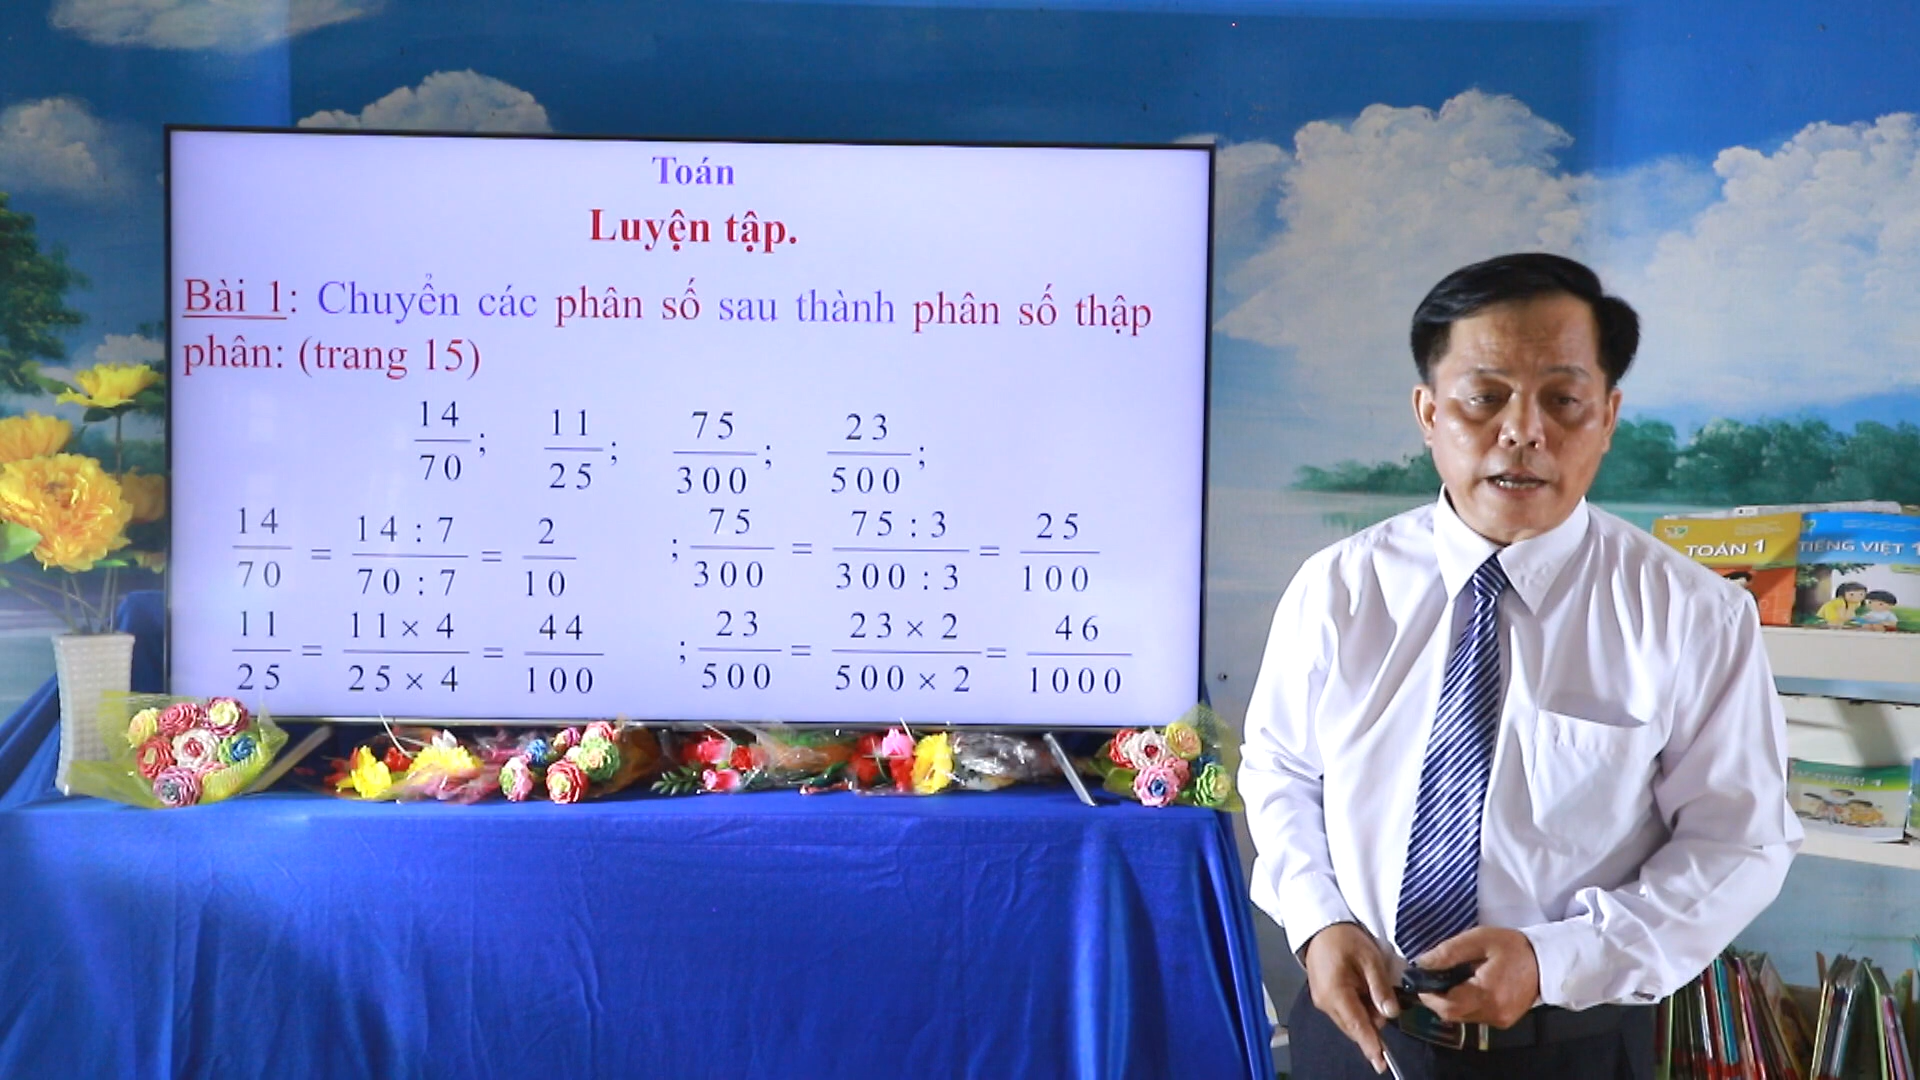 Toán
Luyện tập.
Bài 1: Chuyển các phân số sau thành phân số thập
phân: (trang 15)
14/70; 11/25; 75/300; 23/500;
14/70 = 14 : 7/70 : 7 = 2/10 ; 75/300 = 75 : 3/300 : 3 = 25/100
11/25 = 11 × 4/25 × 4 = 44/100 ; 23/500 = 23 × 2/500 × 2 = 46/1000
TOÁN 1
TIẾNG VIỆT 1